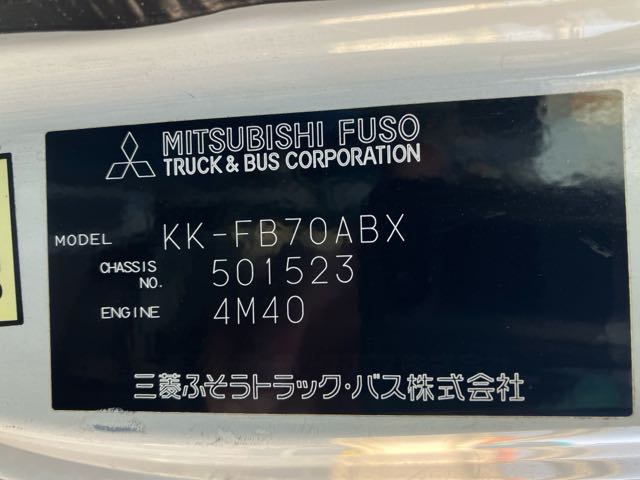 MITSUBISHI FUSO
TRUCK & BUS CORPORATION
MODEL KK-FB70ABX
CHASSIS NO. 501523
ENGINE 4M40
三菱ふそうトラック・バス株式会社